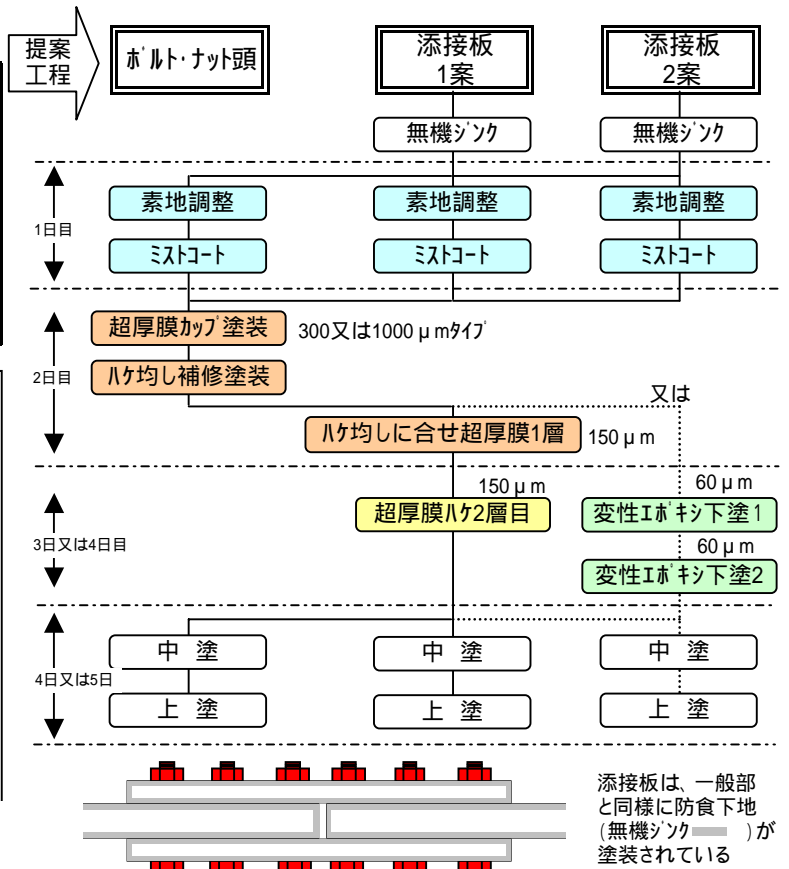 提案
工程
ﾎﾞﾙﾄ･ﾅｯﾄ頭
添接板
1案
添接板
2案
無機ｼﾞﾝｸ
無機ｼﾞﾝｸ
1日目
素地調整
素地調整
素地調整
ﾐｽﾄｺｰﾄ
ﾐｽﾄｺｰﾄ
ﾐｽﾄｺｰﾄ
2日目
超厚膜ｶｯﾌﾟ塗装
300又は1000μmﾀｲﾌﾟ
ﾊｹ均し補修塗装
又は
ﾊｹ均しに合せ超厚膜1層
150μm
3日又は4日目
150μm
超厚膜ﾊｹ2層目
60μm
変性ｴﾎﾟｷｼ下塗1
60μm
変性ｴﾎﾟｷｼ下塗2
4日又は5日
中 塗
中 塗
中 塗
上 塗
上 塗
上 塗
添接板は、一般部
と同様に防食下地
(無機ｼﾞﾝｸ )が
塗装されている